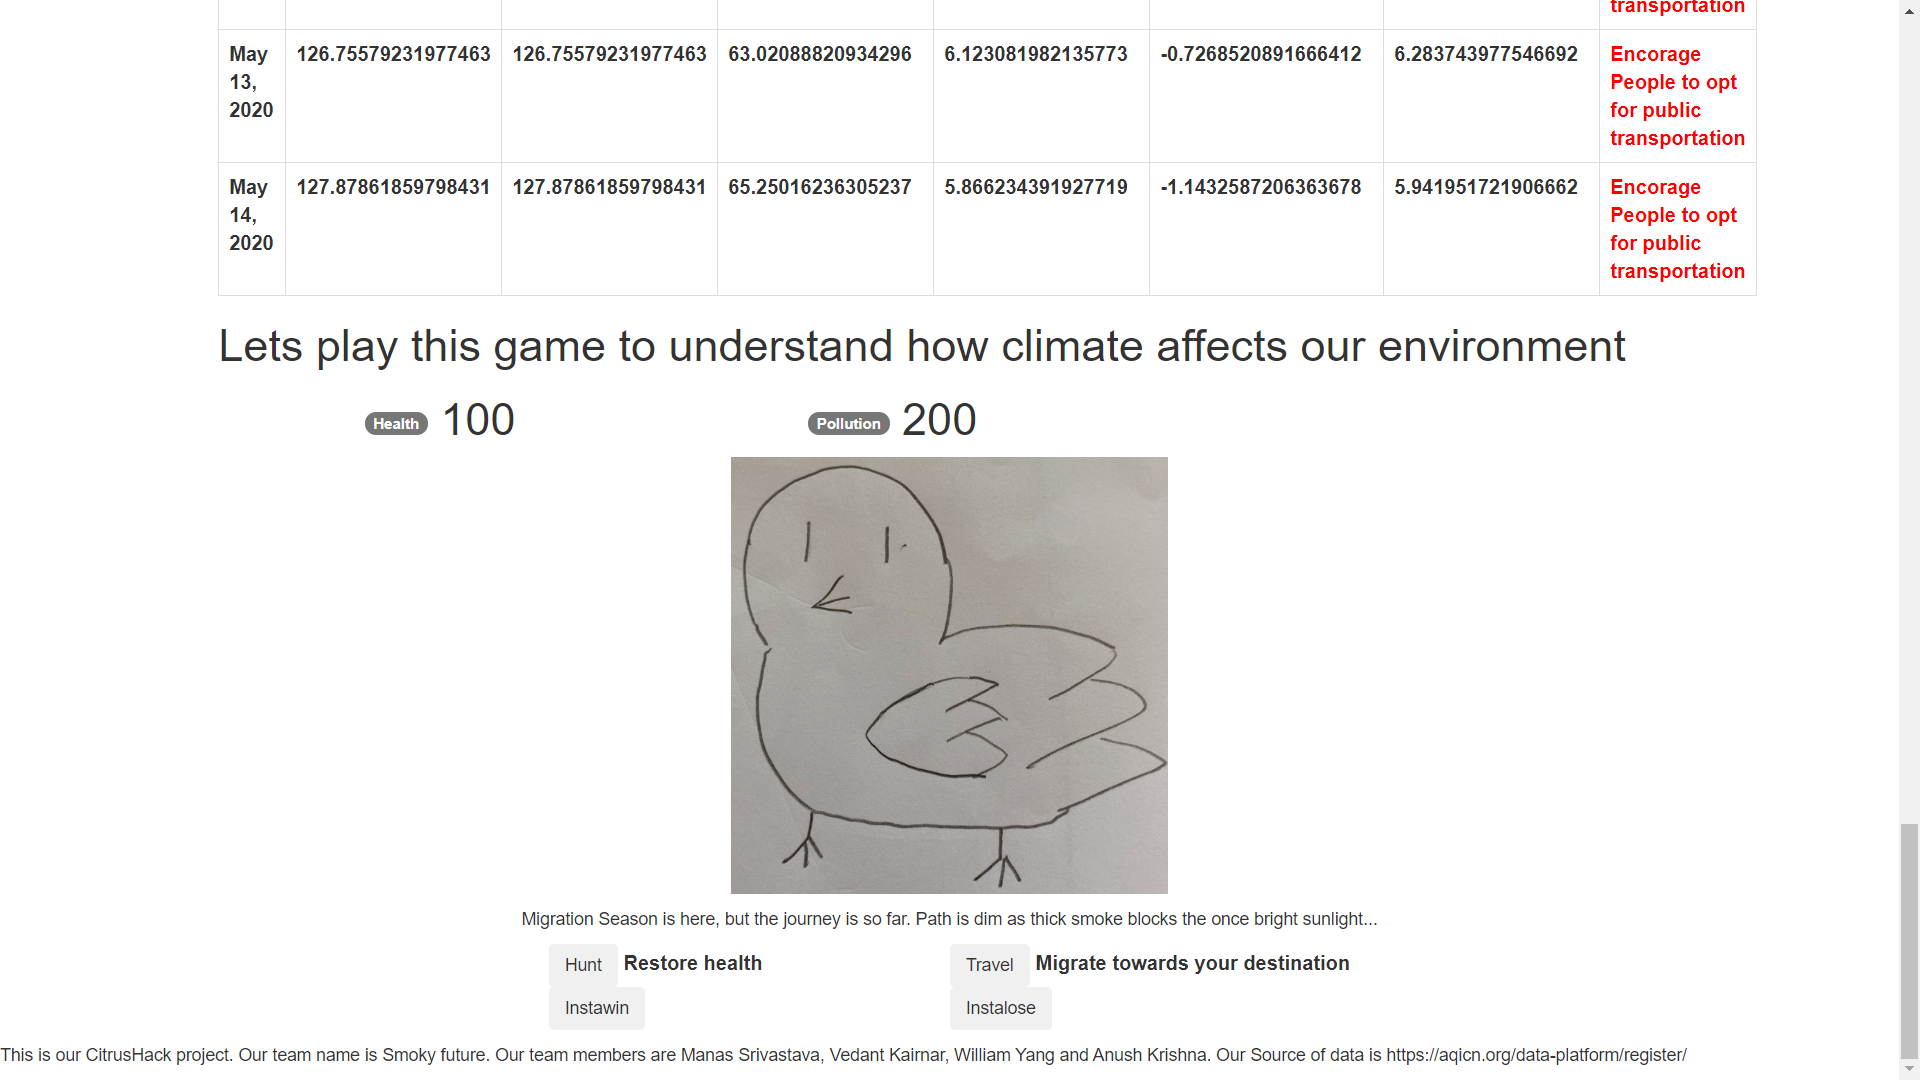 transportation
May 13, 2020 126.75579231977463 126.75579231977463 63.02088820934296 6.123081982135773 -0.7268520891666412 6.283743977546692 Encorage People to opt for public transportation
May 14, 2020 127.87861859798431 127.87861859798431 65.25016236305237 5.866234391927719 -1.1432587206363678 5.941951721906662 Encorage People to opt for public transportation
Lets play this game to understand how climate affects our environment
Health 100 Pollution 200
Migration Season is here, but the journey is so far. Path is dim as thick smoke blocks the once bright sunlight...
Hunt Restore health Travel Migrate towards your destination
Instawin Instalose
This is our CitrusHack project. Our team name is Smoky future. Our team members are Manas Srivastava, Vedant Kairnar, William Yang and Anush Krishna. Our Source of data is https://aqicn.org/data-platform/register/